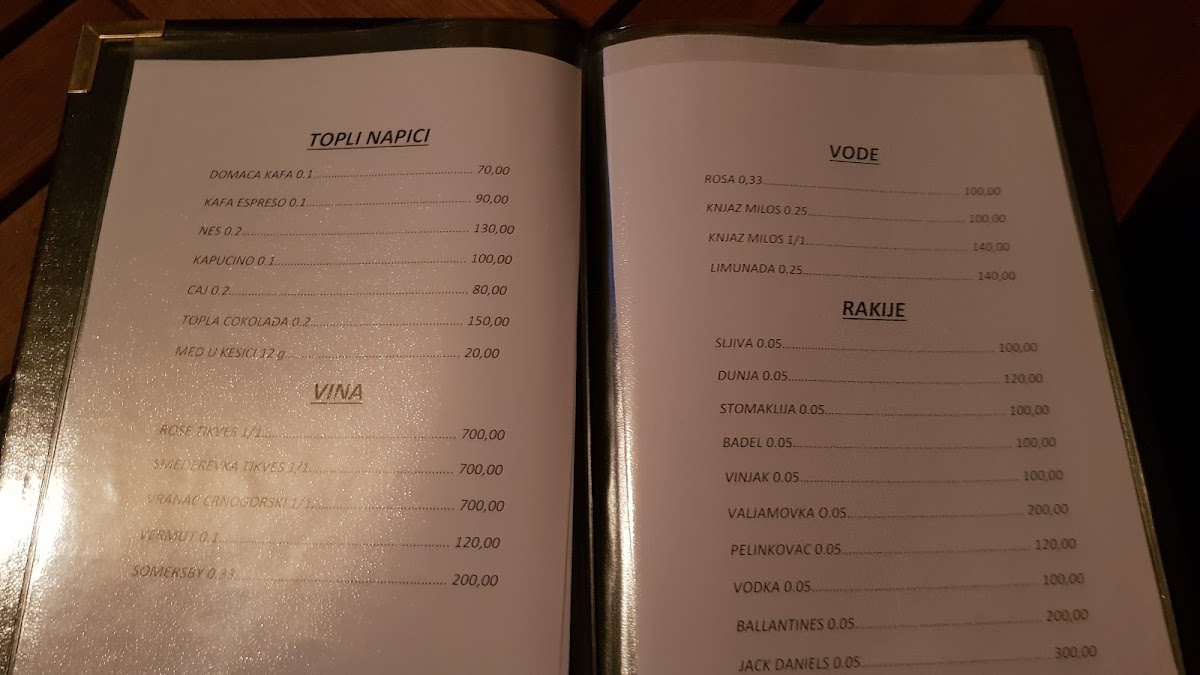 TOPLI NAPICI
DOMACA KAFA 0.1 70,00
KAFA ESPRESO 0.1 90,00
NES 0.2 130,00
KAPUCINO 0.1 100,00
CAJ 0.2 80,00
TOPLA COKOLAĐA 0.2 150,00
MED U KESICI 12 g 20,00
VINA
ROSE TIKVES 1/1 700,00
SMEDEREVKA TIKVES 1/1 700,00
VRANAC CRNOGORSKI 1/1 700,00
VERMUT 0.1 120,00
SOMERSBY 0.33 200,00
VODE
ROSA 0,33 100,00
KNJAZ MILOS 0.25 100,00
KNJAZ MILOS 1/1 140,00
LIMUNADA 0.25 140,00
RAKIJE
SLJIVA 0.05 100,00
DUNJA 0.05 120,00
STOMAKLIJA 0.05 100,00
BADEL 0.05 100,00
VINJAK 0.05 100,00
VALJAMOVKA O.05 200,00
PELINKOVAC 0.05 120,00
VODKA 0.05 100,00
BALLANTINES 0.05 200,00
JACK DANIELS 0.05 300,00